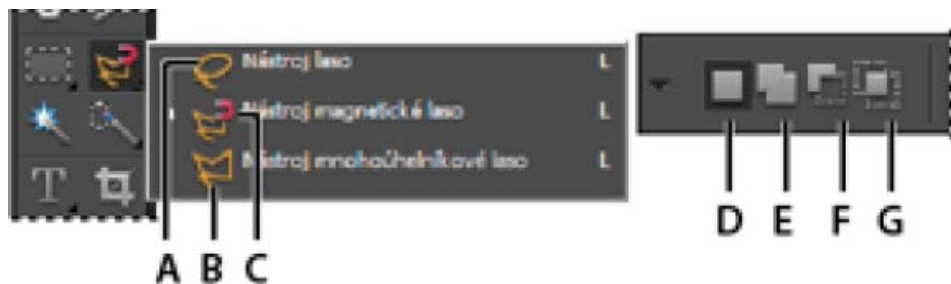 Nástroj laso L
Nástroj magnetické laso L
Nástroj mnohoúhelníkové laso L
T
A B C
D E F G